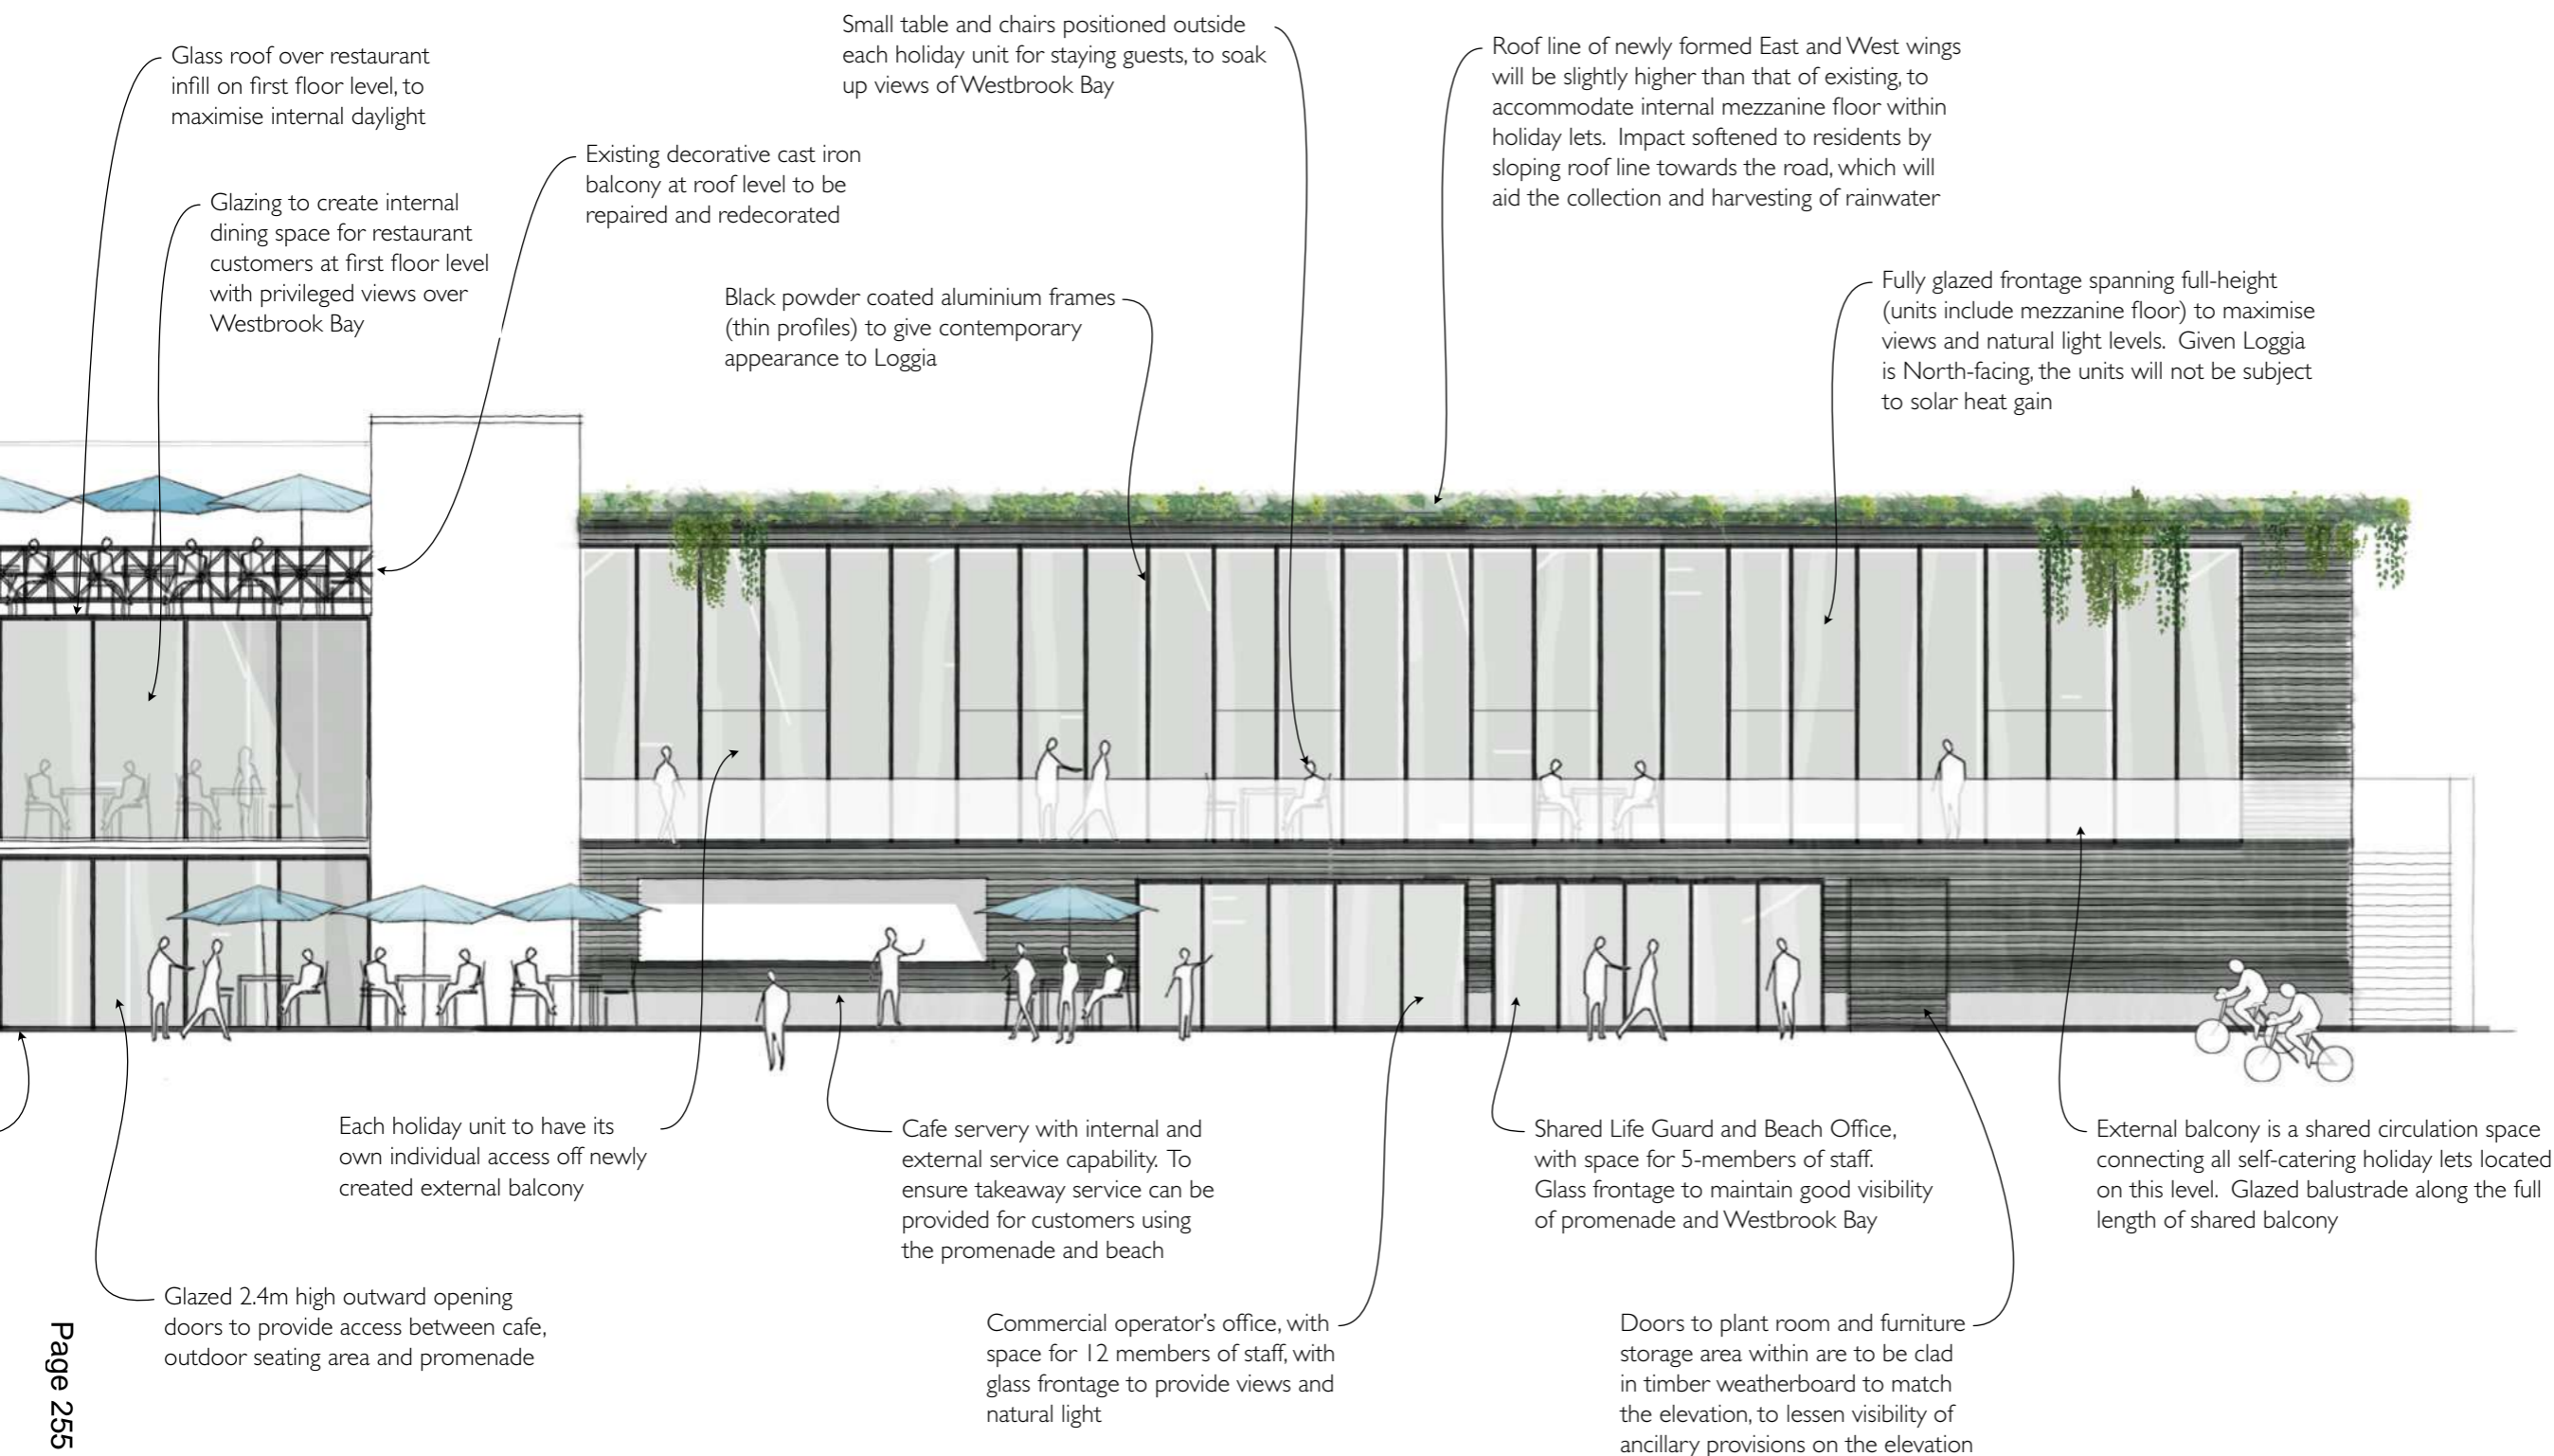 Glass roof over restaurant
infill on first floor level, to
maximise internal daylight
Glazing to create internal
dining space for restaurant
customers at first floor level
with privileged views over
Westbrook Bay
Existing decorative cast iron
balcony at roof level to be
repaired and redecorated
Small table and chairs positioned outside
each holiday unit for staying guests, to soak
up views of Westbrook Bay
Black powder coated aluminium frames
(thin profiles) to give contemporary
appearance to Loggia
Roof line of newly formed East and West wings
will be slightly higher than that of existing, to
accommodate internal mezzanine floor within
holiday lets.  Impact softened to residents by
sloping roof line towards the road, which will
aid the collection and harvesting of rainwater
Fully glazed frontage spanning full-height
(units include mezzanine floor) to maximise
views and natural light levels.  Given Loggia
is North-facing, the units will not be subject
to solar heat gain
Each holiday unit to have its
own individual access off newly
created external balcony
Glazed 2.4m high outward opening
doors to provide access between cafe,
outdoor seating area and promenade
Cafe servery with internal and
external service capability.  To
ensure takeaway service can be
provided for customers using
the promenade and beach
Commercial operator's office, with
space for 12 members of staff, with
glass frontage to provide views and
natural light
Shared Life Guard and Beach Office,
with space for 5-members of staff.
Glass frontage to maintain good visibility
of promenade and Westbrook Bay
Doors to plant room and furniture
storage area within are to be clad
in timber weatherboard to match
the elevation, to lessen visibility of
ancillary provisions on the elevation
External balcony is a shared circulation space
connecting all self-catering holiday lets located
on this level.  Glazed balustrade along the full
length of shared balcony
Page 255